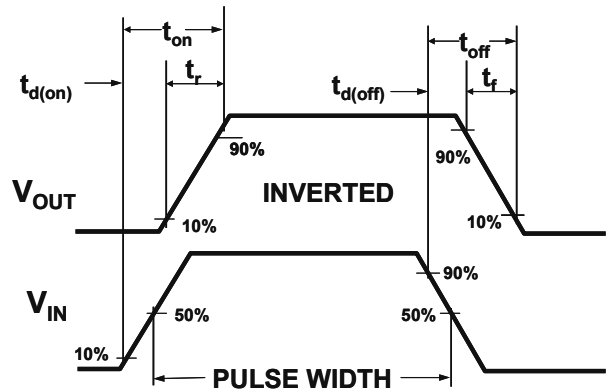 t_on t_off
t_d(on) t_r t_d(off) t_f
90% 90%
V_OUT INVERTED
10% 10%
90%
V_IN 50% 50%
10%
PULSE WIDTH